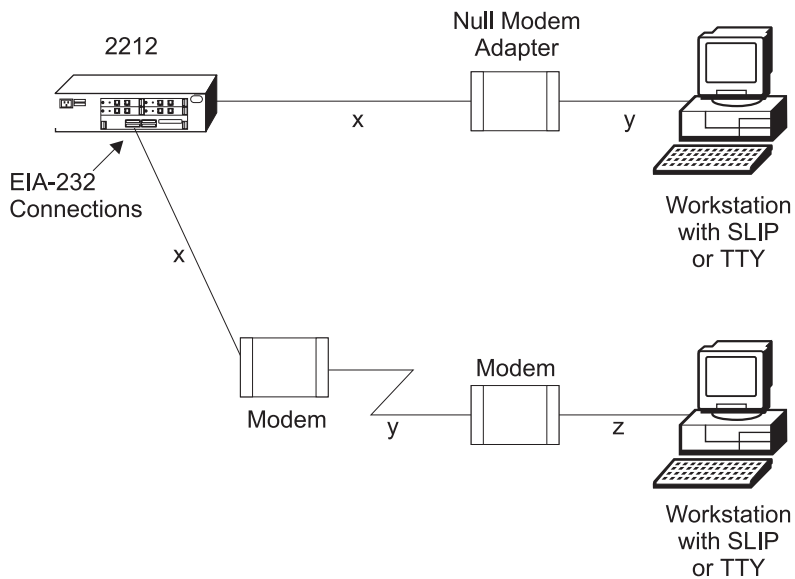 2212
Null Modem
Adapter
x
y
EIA-232
Connections
Workstation
with SLIP
or TTY
x
Modem
Modem
y
z
Workstation
with SLIP
or TTY